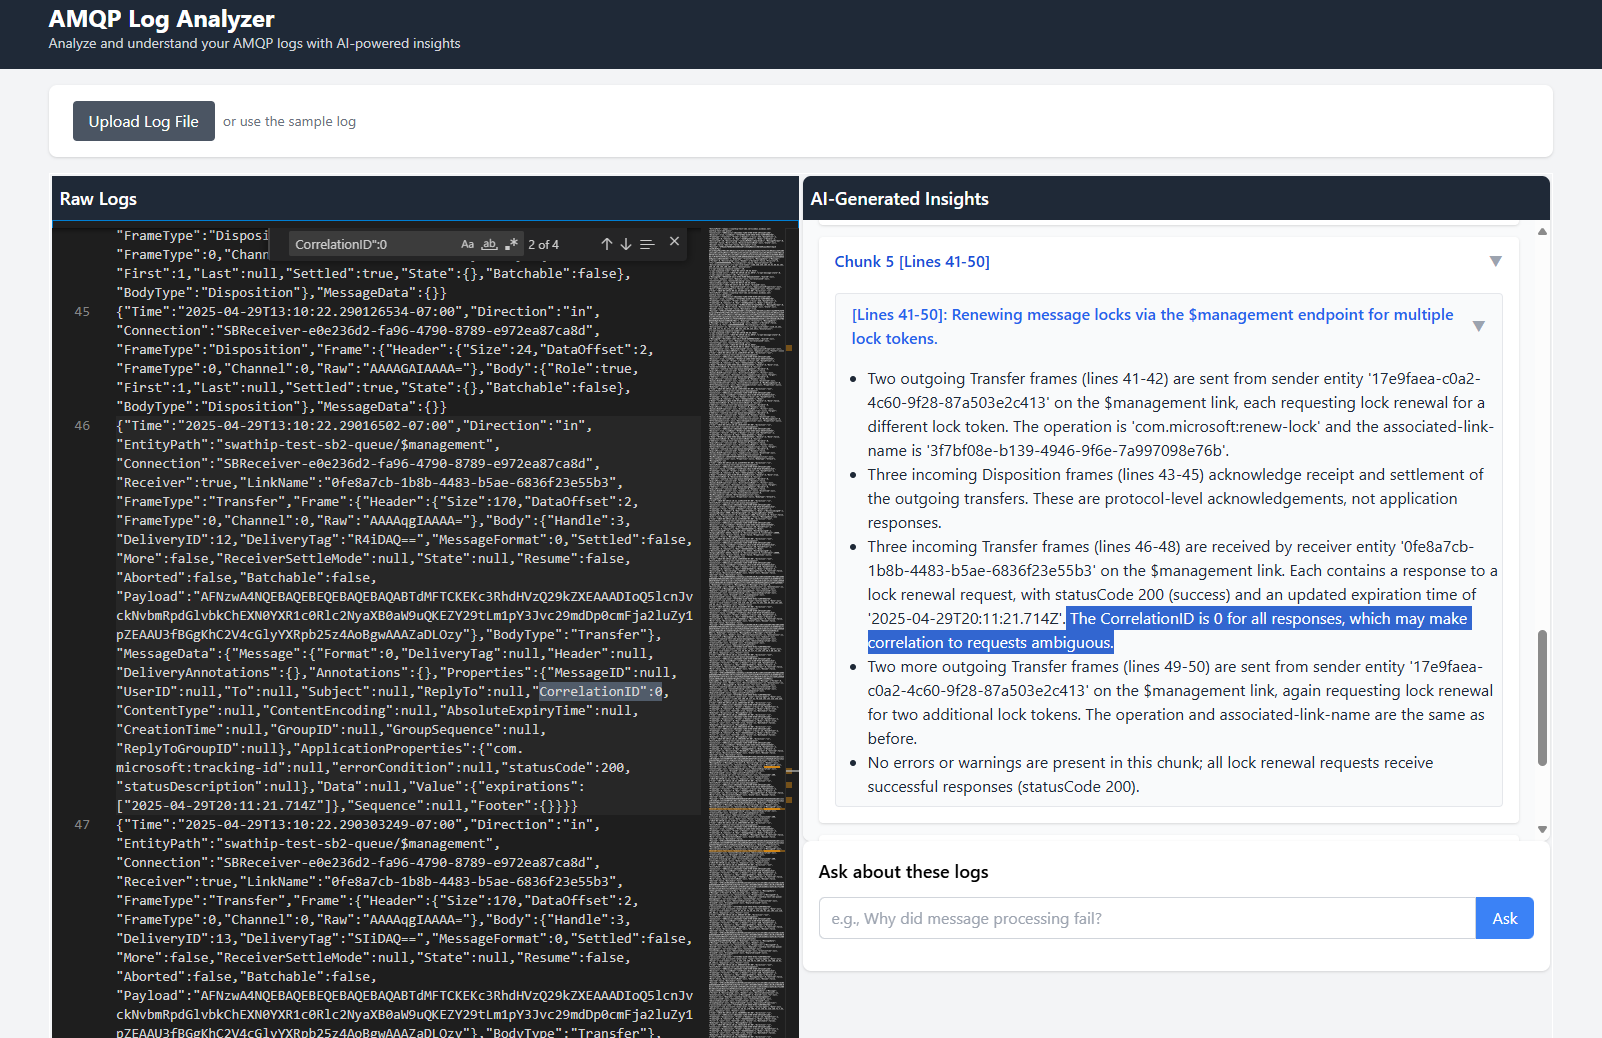 AMQP Log Analyzer
Analyze and understand your AMQP logs with AI-powered insights
Upload Log File
or use the sample log
Raw Logs
CorrelationID":0
Aa
ab
.*
2 of 4
"FrameType":"Disposi
"FrameType":0,"Chann
"First":1,"Last":null,"Settled":true,"State":{},"Batchable":false},
"BodyType":"Disposition"},"MessageData":{}}
45
{"Time":"2025-04-29T13:10:22.290126534-07:00","Direction":"in",
"Connection":"SBReceiver-e0e236d2-fa96-4790-8789-e972ea87ca8d",
"FrameType":"Disposition","Frame":{"Header":{"Size":24,"DataOffset":2,
"FrameType":0,"Channel":0,"Raw":"AAAAGAIAAAA="},"Body":{"Role":true,
"First":1,"Last":null,"Settled":true,"State":{},"Batchable":false},
"BodyType":"Disposition"},"MessageData":{}}
46
{"Time":"2025-04-29T13:10:22.29016502-07:00","Direction":"in",
"EntityPath":"swathip-test-sb2-queue/$management",
"Connection":"SBReceiver-e0e236d2-fa96-4790-8789-e972ea87ca8d",
"Receiver":true,"LinkName":"0fe8a7cb-1b8b-4483-b5ae-6836f23e55b3",
"FrameType":"Transfer","Frame":{"Header":{"Size":170,"DataOffset":2,
"FrameType":0,"Channel":0,"Raw":"AAAAqgIAAAA="},"Body":{"Handle":3,
"DeliveryID":12,"DeliveryTag":"R4iDAQ==","MessageFormat":0,"Settled":false,
"More":false,"ReceiverSettleMode":null,"State":null,"Resume":false,
"Aborted":false,"Batchable":false,
"Payload":"AFNzwA4NQEBAQEBEQEBAQEBAQABTdMFTCKEKc3RhdHVzQ29kZXEAAADIoQ5lcnJv
ckNvbmRpdGlvbkChEXN0YXR1c0Rlc2NyaXB0aW9uQKEZY29tLm1pY3Jvc29mdDp0cmFja2luZy1
pZEAAU3fBGgKhC2V4cGlyYXRpb25z4AoBgwAAAZaDLOzy"},"BodyType":"Transfer"},
"MessageData":{"Message":{"Format":0,"DeliveryTag":null,"Header":null,
"DeliveryAnnotations":{},"Annotations":{},"Properties":{"MessageID":null,
"UserID":null,"To":null,"Subject":null,"ReplyTo":null,"CorrelationID":0,
"ContentType":null,"ContentEncoding":null,"AbsoluteExpiryTime":null,
"CreationTime":null,"GroupID":null,"GroupSequence":null,
"ReplyToGroupID":null},"ApplicationProperties":{"com.
microsoft:tracking-id":null,"errorCondition":null,"statusCode":200,
"statusDescription":null},"Data":null,"Value":{"expirations":
["2025-04-29T20:11:21.714Z"]},"Sequence":null,"Footer":{}}}}
47
{"Time":"2025-04-29T13:10:22.290303249-07:00","Direction":"in",
"EntityPath":"swathip-test-sb2-queue/$management",
"Connection":"SBReceiver-e0e236d2-fa96-4790-8789-e972ea87ca8d",
"Receiver":true,"LinkName":"0fe8a7cb-1b8b-4483-b5ae-6836f23e55b3",
"FrameType":"Transfer","Frame":{"Header":{"Size":170,"DataOffset":2,
"FrameType":0,"Channel":0,"Raw":"AAAAqgIAAAA="},"Body":{"Handle":3,
"DeliveryID":13,"DeliveryTag":"SIiDAQ==","MessageFormat":0,"Settled":false,
"More":false,"ReceiverSettleMode":null,"State":null,"Resume":false,
"Aborted":false,"Batchable":false,
"Payload":"AFNzwA4NQEBAQEBEQEBAQEBAQABTdMFTCKEKc3RhdHVzQ29kZXEAAADIoQ5lcnJv
ckNvbmRpdGlvbkChEXN0YXR1c0Rlc2NyaXB0aW9uQKEZY29tLm1pY3Jvc29mdDp0cmFja2luZy1
pZEAAU3fBGgKhC2V4cGlyYXRpb25z4AoBgwAAAZaDLOzy"},"BodyType":"Transfer"},
AI-Generated Insights
Chunk 5 [Lines 41-50]
[Lines 41-50]: Renewing message locks via the $management endpoint for multiple
lock tokens.
Two outgoing Transfer frames (lines 41-42) are sent from sender entity '17e9faea-c0a2-
4c60-9f28-87a503e2c413' on the $management link, each requesting lock renewal for a
different lock token. The operation is 'com.microsoft:renew-lock' and the associated-link-
name is '3f7bf08e-b139-4946-9f6e-7a997098e76b'.
Three incoming Disposition frames (lines 43-45) acknowledge receipt and settlement of
the outgoing transfers. These are protocol-level acknowledgements, not application
responses.
Three incoming Transfer frames (lines 46-48) are received by receiver entity '0fe8a7cb-
1b8b-4483-b5ae-6836f23e55b3' on the $management link. Each contains a response to a
lock renewal request, with statusCode 200 (success) and an updated expiration time of
'2025-04-29T20:11:21.714Z'. The CorrelationID is 0 for all responses, which may make
correlation to requests ambiguous.
Two more outgoing Transfer frames (lines 49-50) are sent from sender entity '17e9faea-
c0a2-4c60-9f28-87a503e2c413' on the $management link, again requesting lock renewal
for two additional lock tokens. The operation and associated-link-name are the same as
before.
No errors or warnings are present in this chunk; all lock renewal requests receive
successful responses (statusCode 200).
Ask about these logs
e.g., Why did message processing fail?
Ask